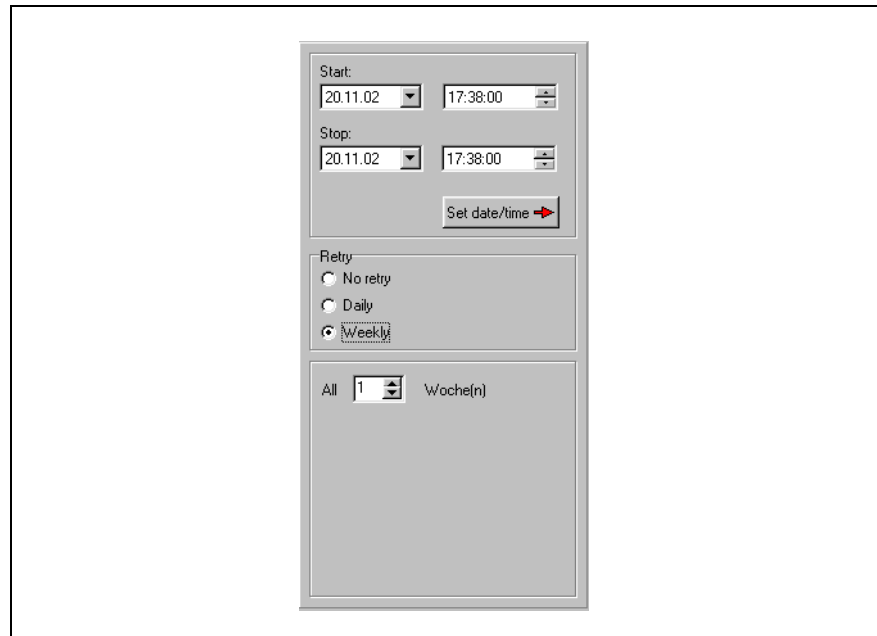 Start:
20.11.02 17:38:00
Stop:
20.11.02 17:38:00
Set date/time
Retry
No retry
Daily
Weekly
All 1 Woche(n)